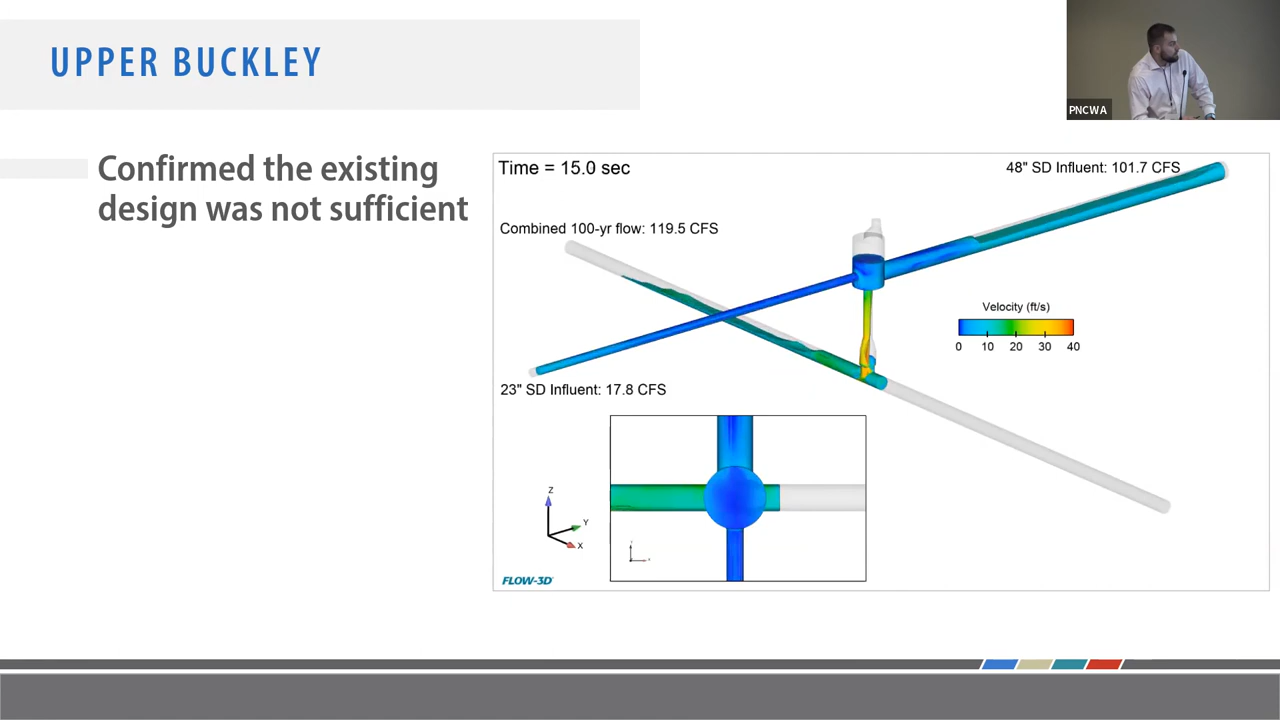 UPPER BUCKLEY
PNCWA
Confirmed the existing
design was not sufficient
Time = 15.0 sec
48" SD Influent: 101.7 CFS
Combined 100-yr flow: 119.5 CFS
Velocity (ft/s)
0 10 20 30 40
23" SD Influent: 17.8 CFS
Z
Y
X
FLOW-3D